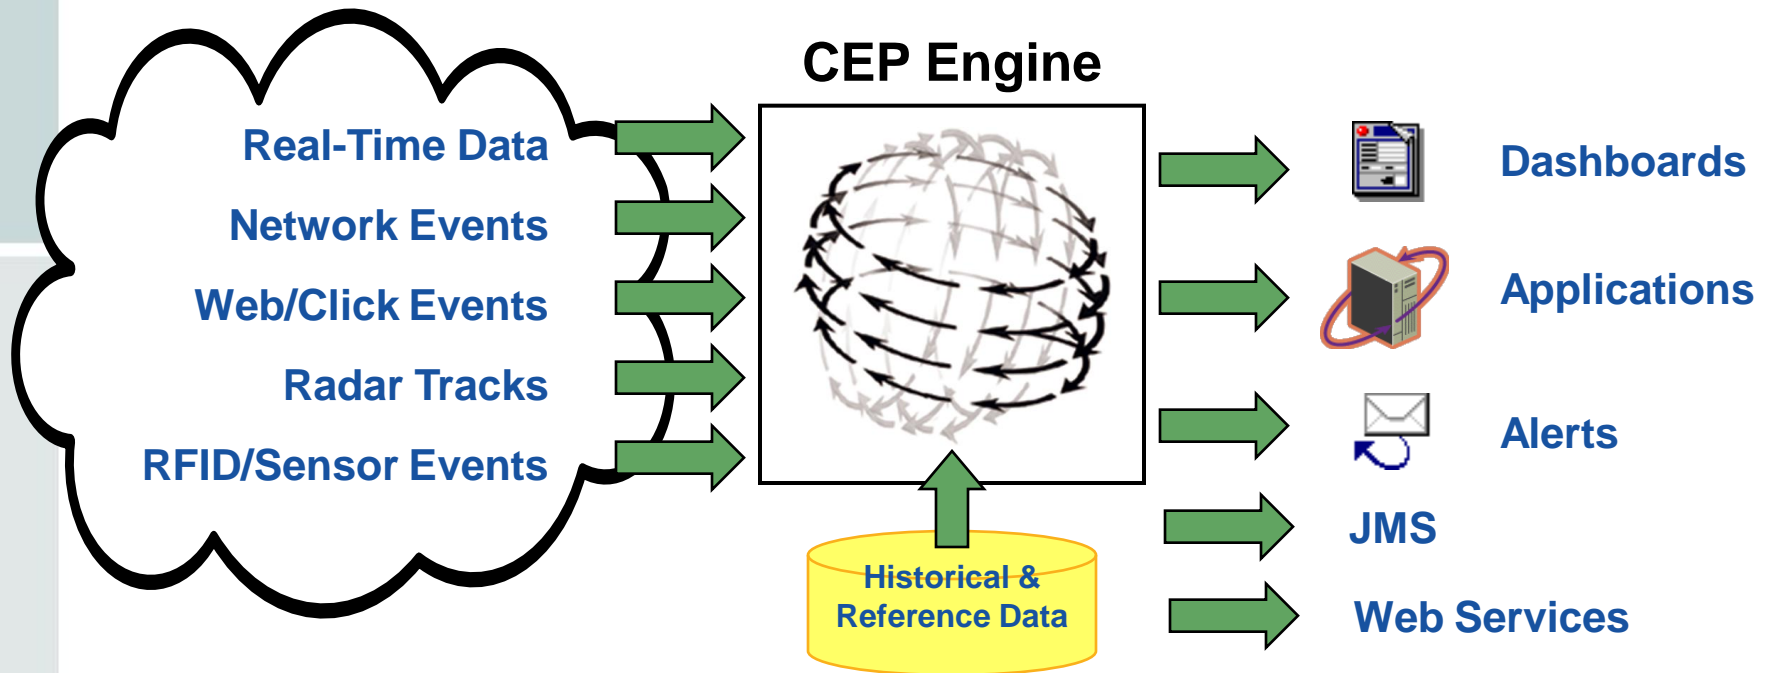 CEP Engine
Real-Time Data
Network Events
Web/Click Events
Radar Tracks
RFID/Sensor Events
Historical &
Reference Data
Dashboards
Applications
Alerts
JMS
Web Services